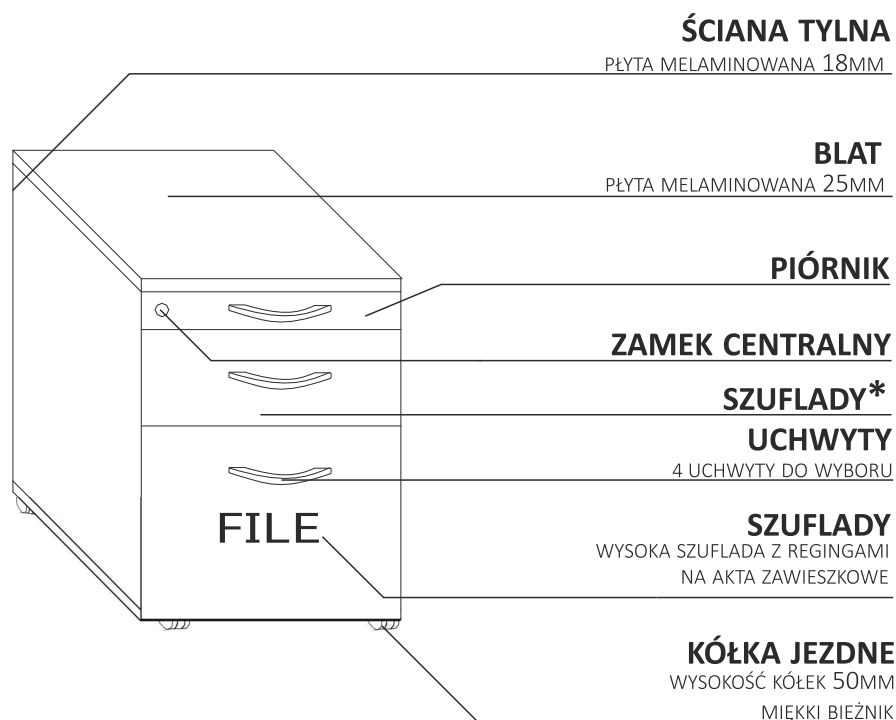 ŚCIANA TYLNA
PŁYTA MELAMINOWANA 18MM
BLAT
PŁYTA MELAMINOWANA 25MM
PIÓRNIK
ZAMEK CENTRALNY
SZUFLADY*
UCHWYTY
4 UCHWYTY DO WYBORU
FILE
SZUFLADY
WYSOKA SZUFLADA Z REGINGAMI
NA AKTA ZAWIESZKOWE
KÓŁKA JEZDNE
WYSOKOŚĆ KÓŁEK 50MM
MIĘKKI BIEŻNIK